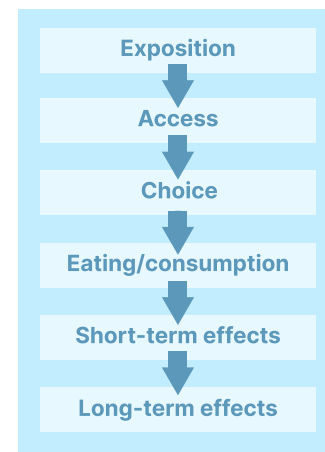 Exposition
Access
Choice
Eating/consumption
Short-term effects
Long-term effects